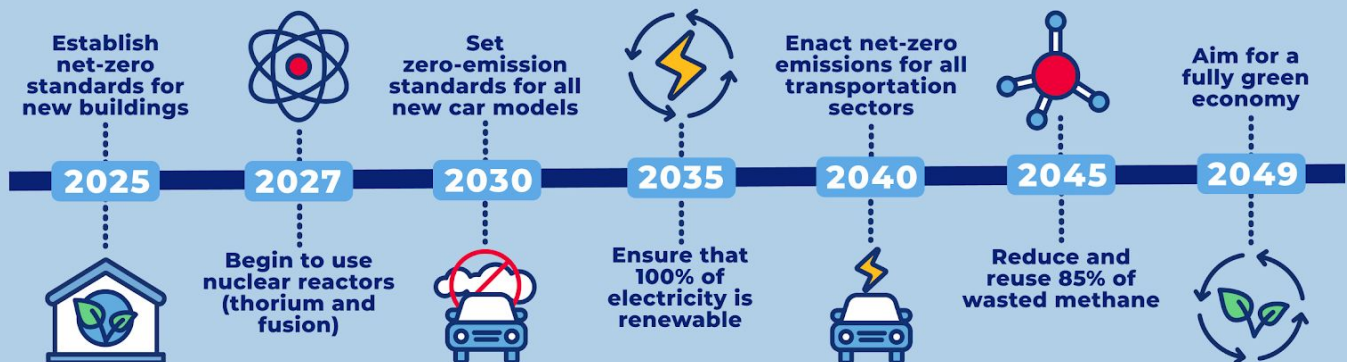 Establish
net-zero
standards for
new buildings
2025
2027
Begin to use
nuclear reactors
(thorium and
fusion)
Set
zero-emission
standards for all
new car models
2030
2035
Ensure that
100% of
electricity is
renewable
Enact net-zero
emissions for all
transportation
sectors
2040
2045
Reduce and
reuse 85% of
wasted methane
Aim for a
fully green
economy
2049